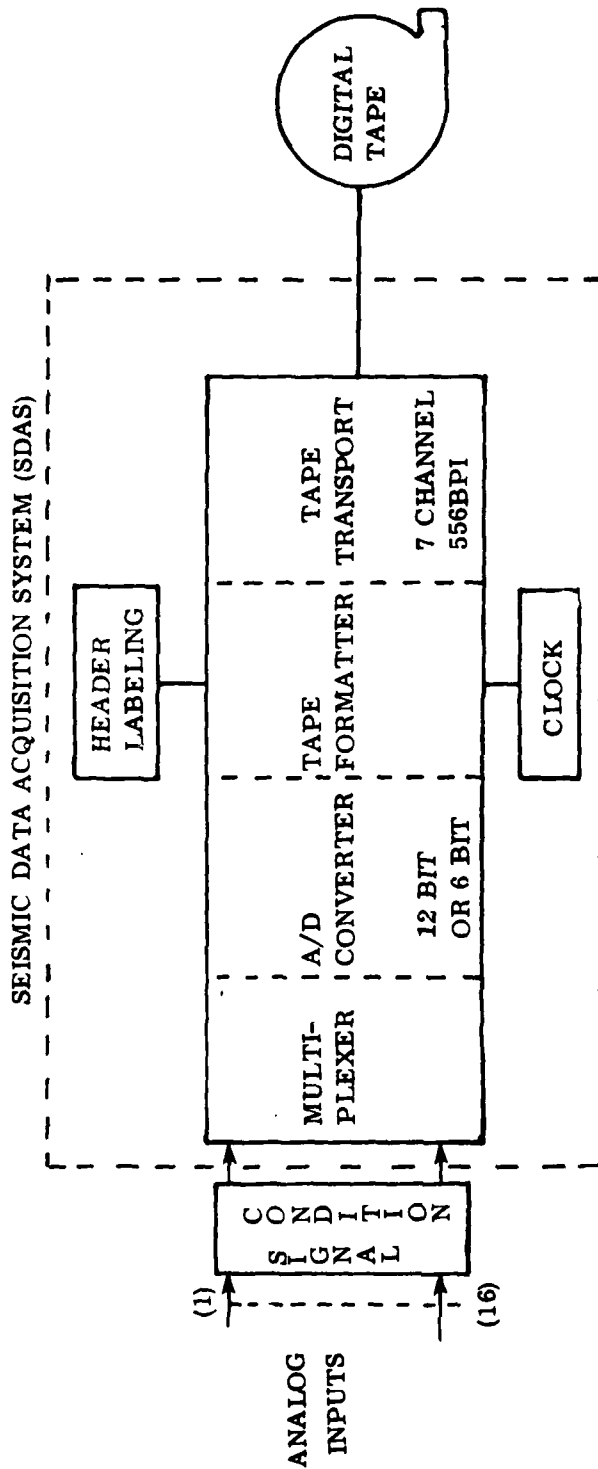 SEISMIC DATA ACQUISITION SYSTEM (SDAS)
HEADER
LABELING
ANALOG
INPUTS
(1)
(16)
SIGNAL
CONDITION
MULTI-
PLEXER
A/D
CONVERTER
12 BIT
OR 6 BIT
TAPE
FORMATTER
TAPE
TRANSPORT
7 CHANNEL
556BPI
CLOCK
DIGITAL
TAPE